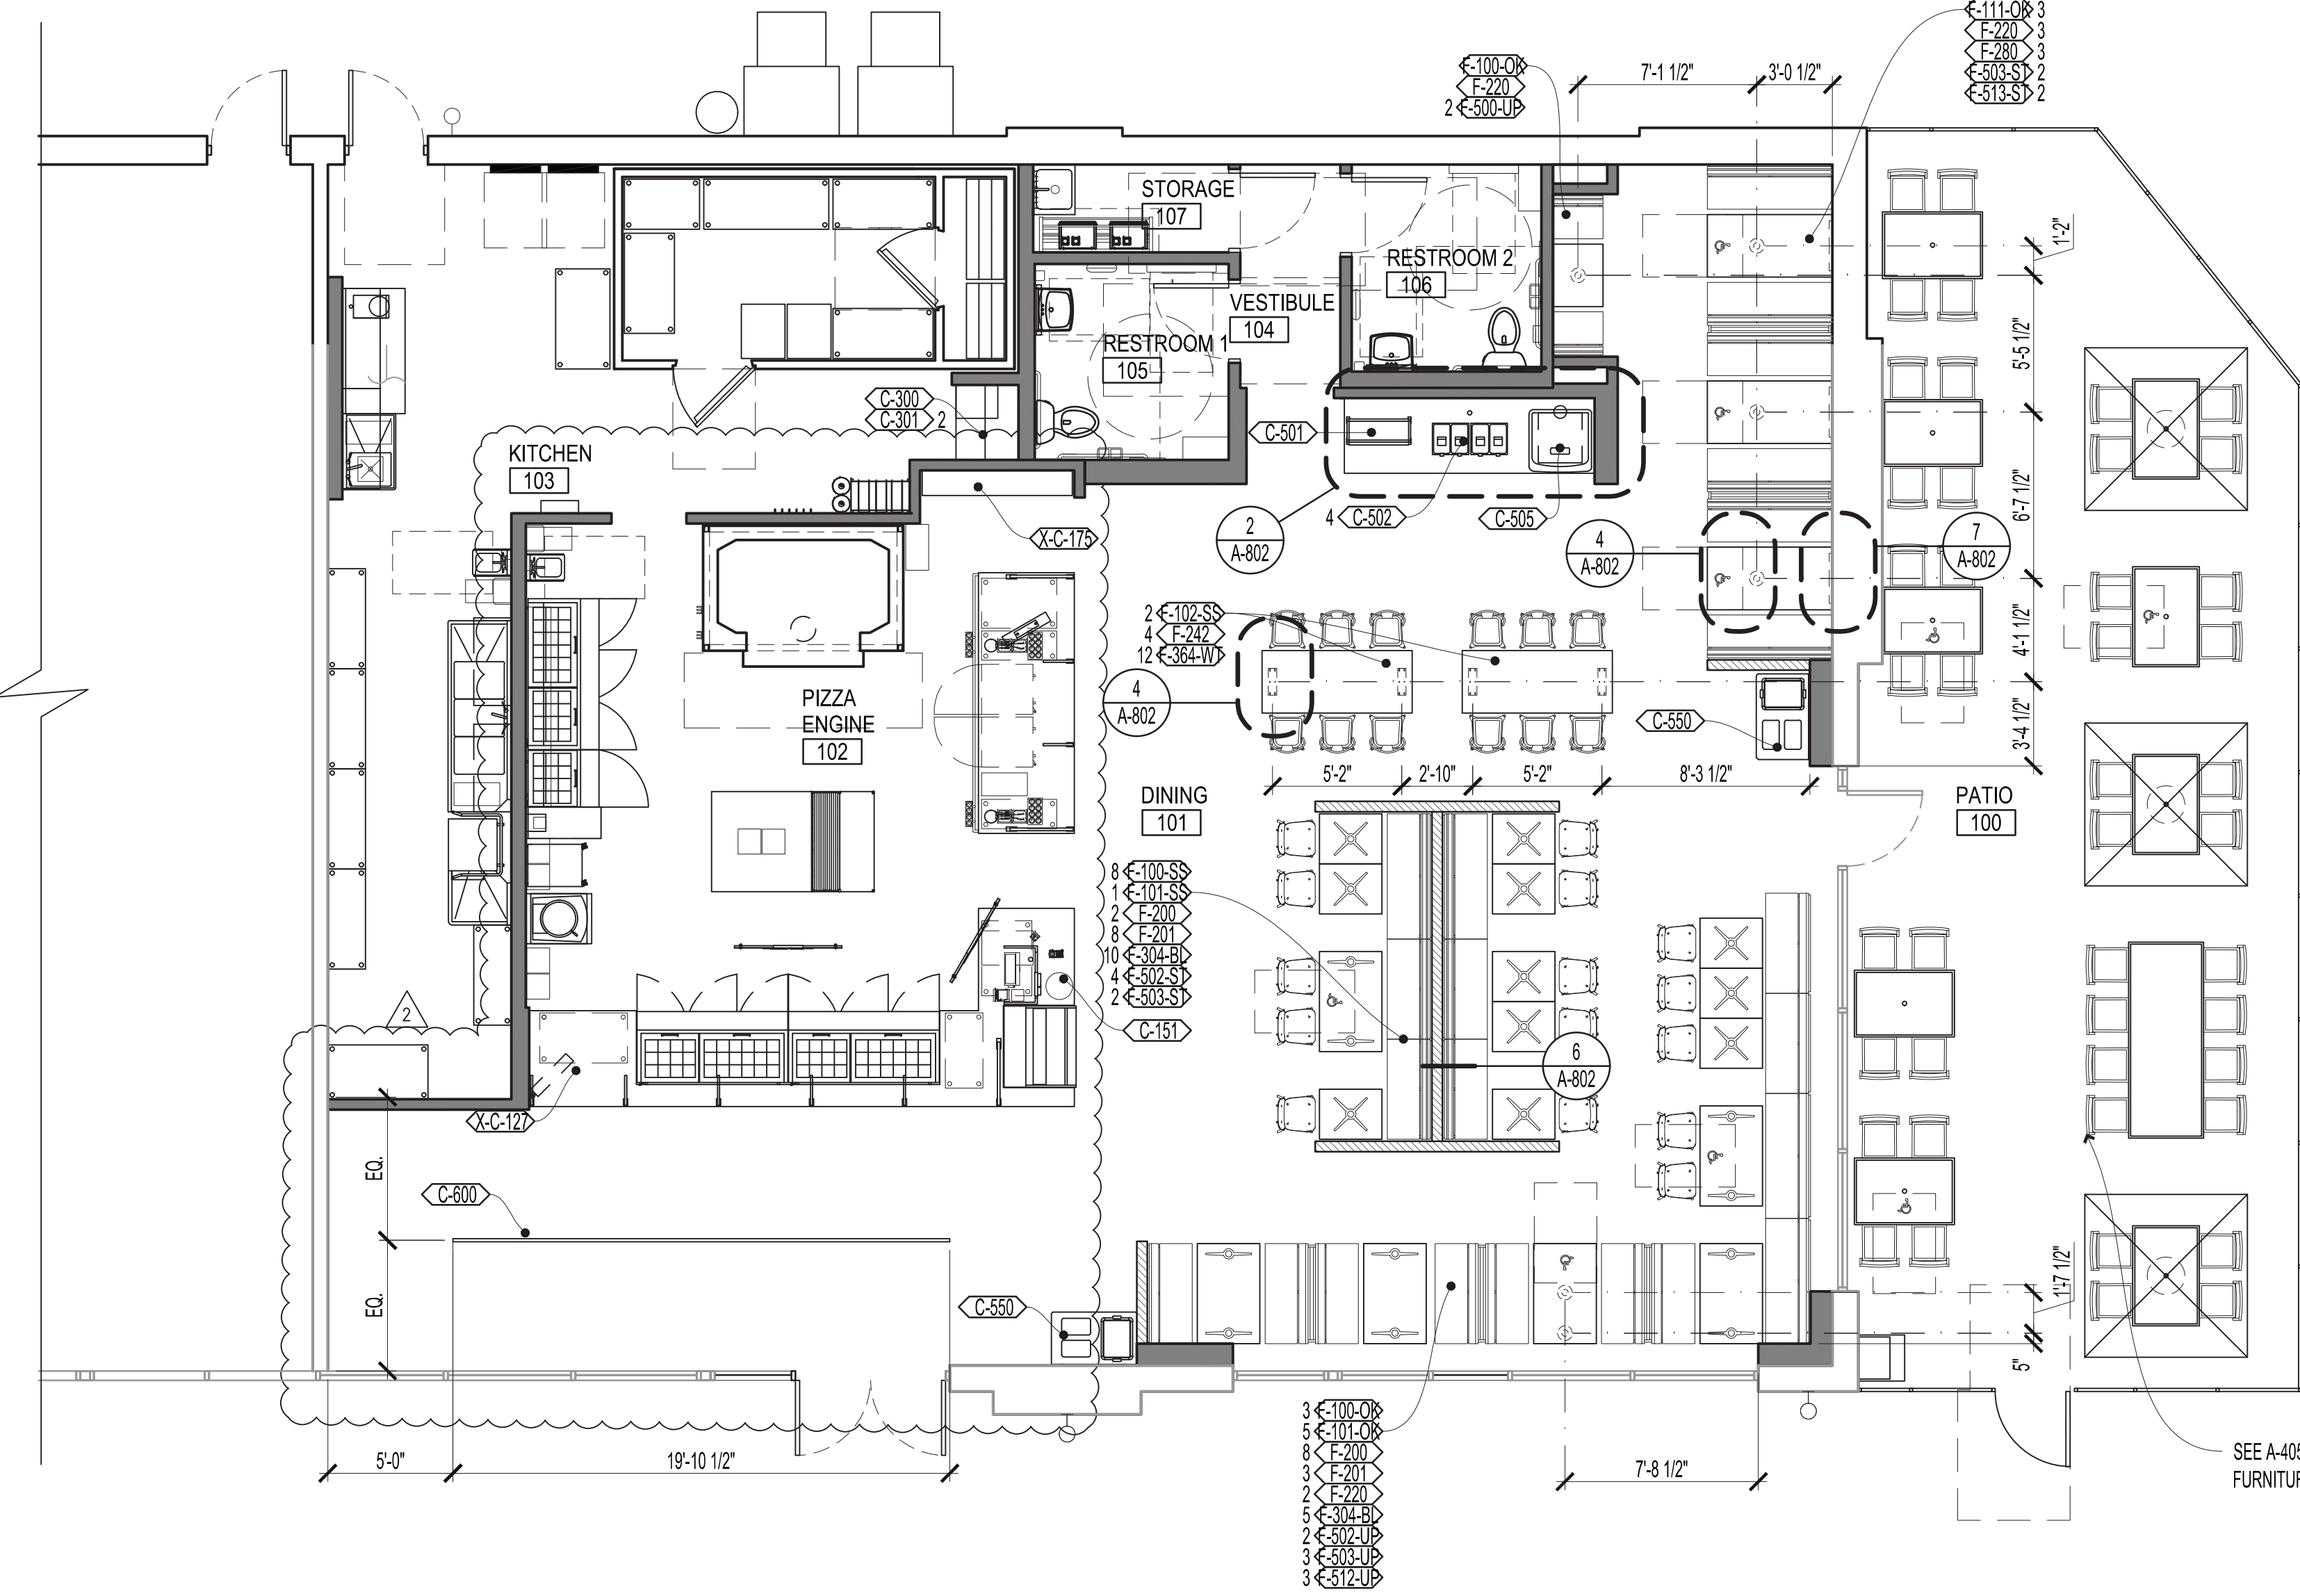 F-111-OK 3
F-220 3
F-280 3
F-503-ST 2
F-513-ST 2
F-100-OK
F-220
2 F-500-UP
7'-1 1/2"
3'-0 1/2"
STORAGE
107
RESTROOM 2
106
VESTIBULE
104
RESTROOM 1
105
1'-2"
5'-5 1/2"
6'-7 1/2"
4'-1 1/2"
3'-4 1/2"
C-300
C-301 2
C-501
KITCHEN
103
4 C-502
C-505
X-C-175
2
A-802
4
A-802
7
A-802
2 F-102-SS
4 F-242
12 F-364-WT
4
A-802
PIZZA
ENGINE
102
C-550
5'-2"
2'-10"
5'-2"
8'-3 1/2"
DINING
101
PATIO
100
8 F-100-SS
1 F-101-SS
2 F-200
8 F-201
10 F-304-BL
4 F-502-ST
2 F-503-ST
C-151
2
6
A-802
X-C-127
EQ.
C-600
EQ.
C-550
1'-7 1/2"
5"
3 F-100-OK
5 F-101-OK
8 F-200
3 F-201
2 F-220
5 F-304-BL
2 F-502-UP
3 F-503-UP
3 F-512-UP
5'-0"
19'-10 1/2"
7'-8 1/2"
SEE A-405
FURNITUR